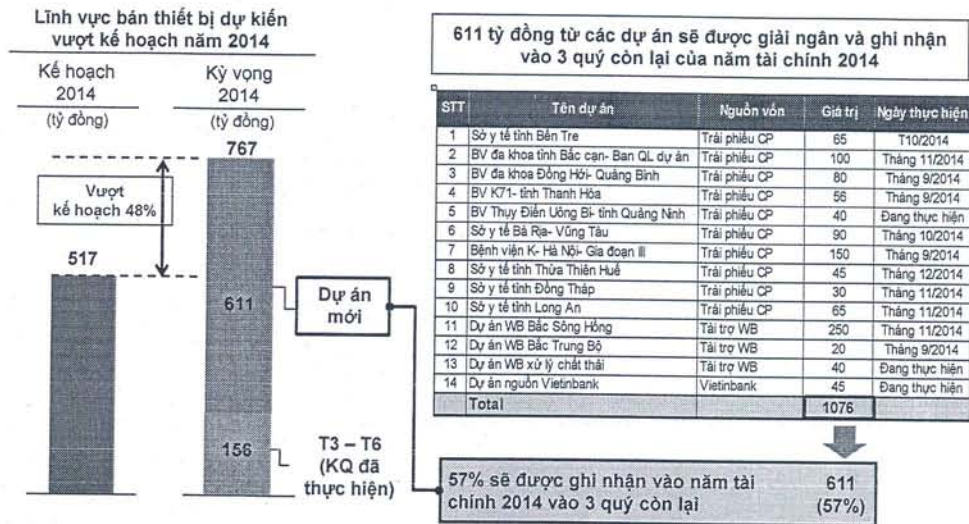 Lĩnh vực bán thiết bị dự kiến
vượt kế hoạch năm 2014
Kế hoạch
2014
(tỷ đồng)
Kỳ vọng
2014
(tỷ đồng)
767
Vượt
kế hoạch 48%
517
611
Dự án
mới
156
T3 – T6
(KQ đã
thực hiện)
611 tỷ đồng từ các dự án sẽ được giải ngân và ghi nhận
vào 3 quý còn lại của năm tài chính 2014
STT Tên dự án Nguồn vốn Giá trị Ngày thực hiện
1 Sở y tế tỉnh Bến Tre Trái phiếu CP 65 T10/2014
2 BV đa khoa tỉnh Bắc cạn- Ban QL dự án Trái phiếu CP 100 Tháng 11/2014
3 BV đa khoa Đồng Hới- Quảng Bình Trái phiếu CP 80 Tháng 9/2014
4 BV K71- tỉnh Thanh Hóa Trái phiếu CP 56 Tháng 9/2014
5 BV Thụy Điển Uông Bí- tỉnh Quảng Ninh Trái phiếu CP 40 Đang thực hiện
6 Sở y tế Bà Rịa- Vũng Tàu Trái phiếu CP 90 Tháng 10/2014
7 Bệnh viện K- Hà Nội- Gia đoạn III Trái phiếu CP 150 Tháng 9/2014
8 Sở y tế tỉnh Thừa Thiên Huế Trái phiếu CP 45 Tháng 12/2014
9 Sở y tế tỉnh Đồng Tháp Trái phiếu CP 30 Tháng 11/2014
10 Sở y tế tỉnh Long An Trái phiếu CP 65 Tháng 11/2014
11 Dự án WB Bắc Sông Hồng Tài trợ WB 250 Tháng 11/2014
12 Dự án WB Bắc Trung Bộ Tài trợ WB 20 Tháng 9/2014
13 Dự án WB xử lý chất thải Tài trợ WB 40 Đang thực hiện
14 Dự án nguồn Vietinbank Vietinbank 45 Đang thực hiện
Total 1076
57% sẽ được ghi nhận vào năm tài 611
chính 2014 vào 3 quý còn lại (57%)